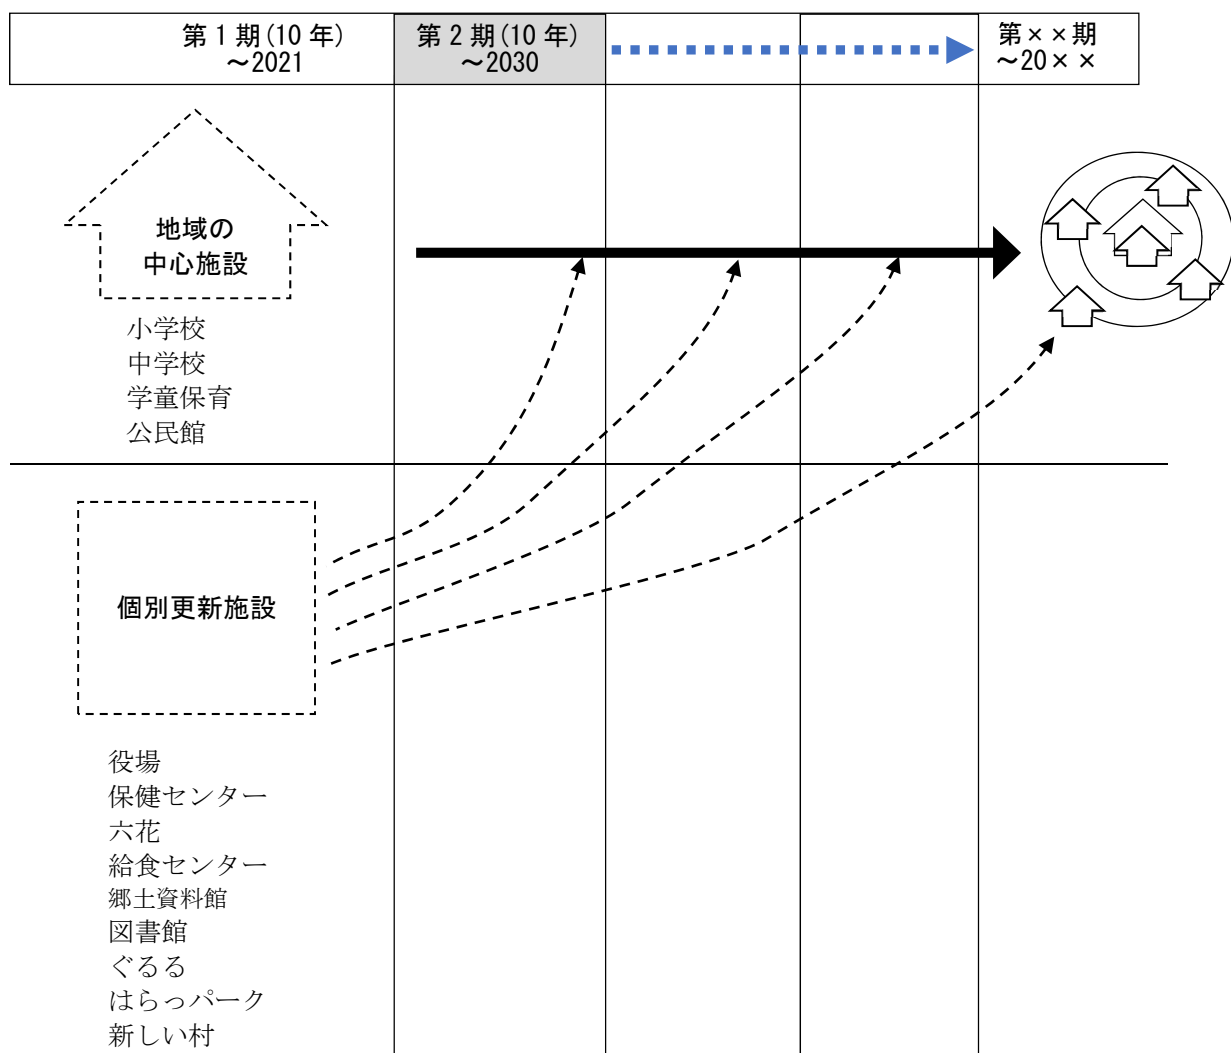 第1期(10年)
～2021
第2期(10年)
～2030
第××期
～20××
地域の
中心施設
小学校
中学校
学童保育
公民館
個別更新施設
役場
保健センター
六花
給食センター
郷土資料館
図書館
ぐるる
はらっパーク
新しい村